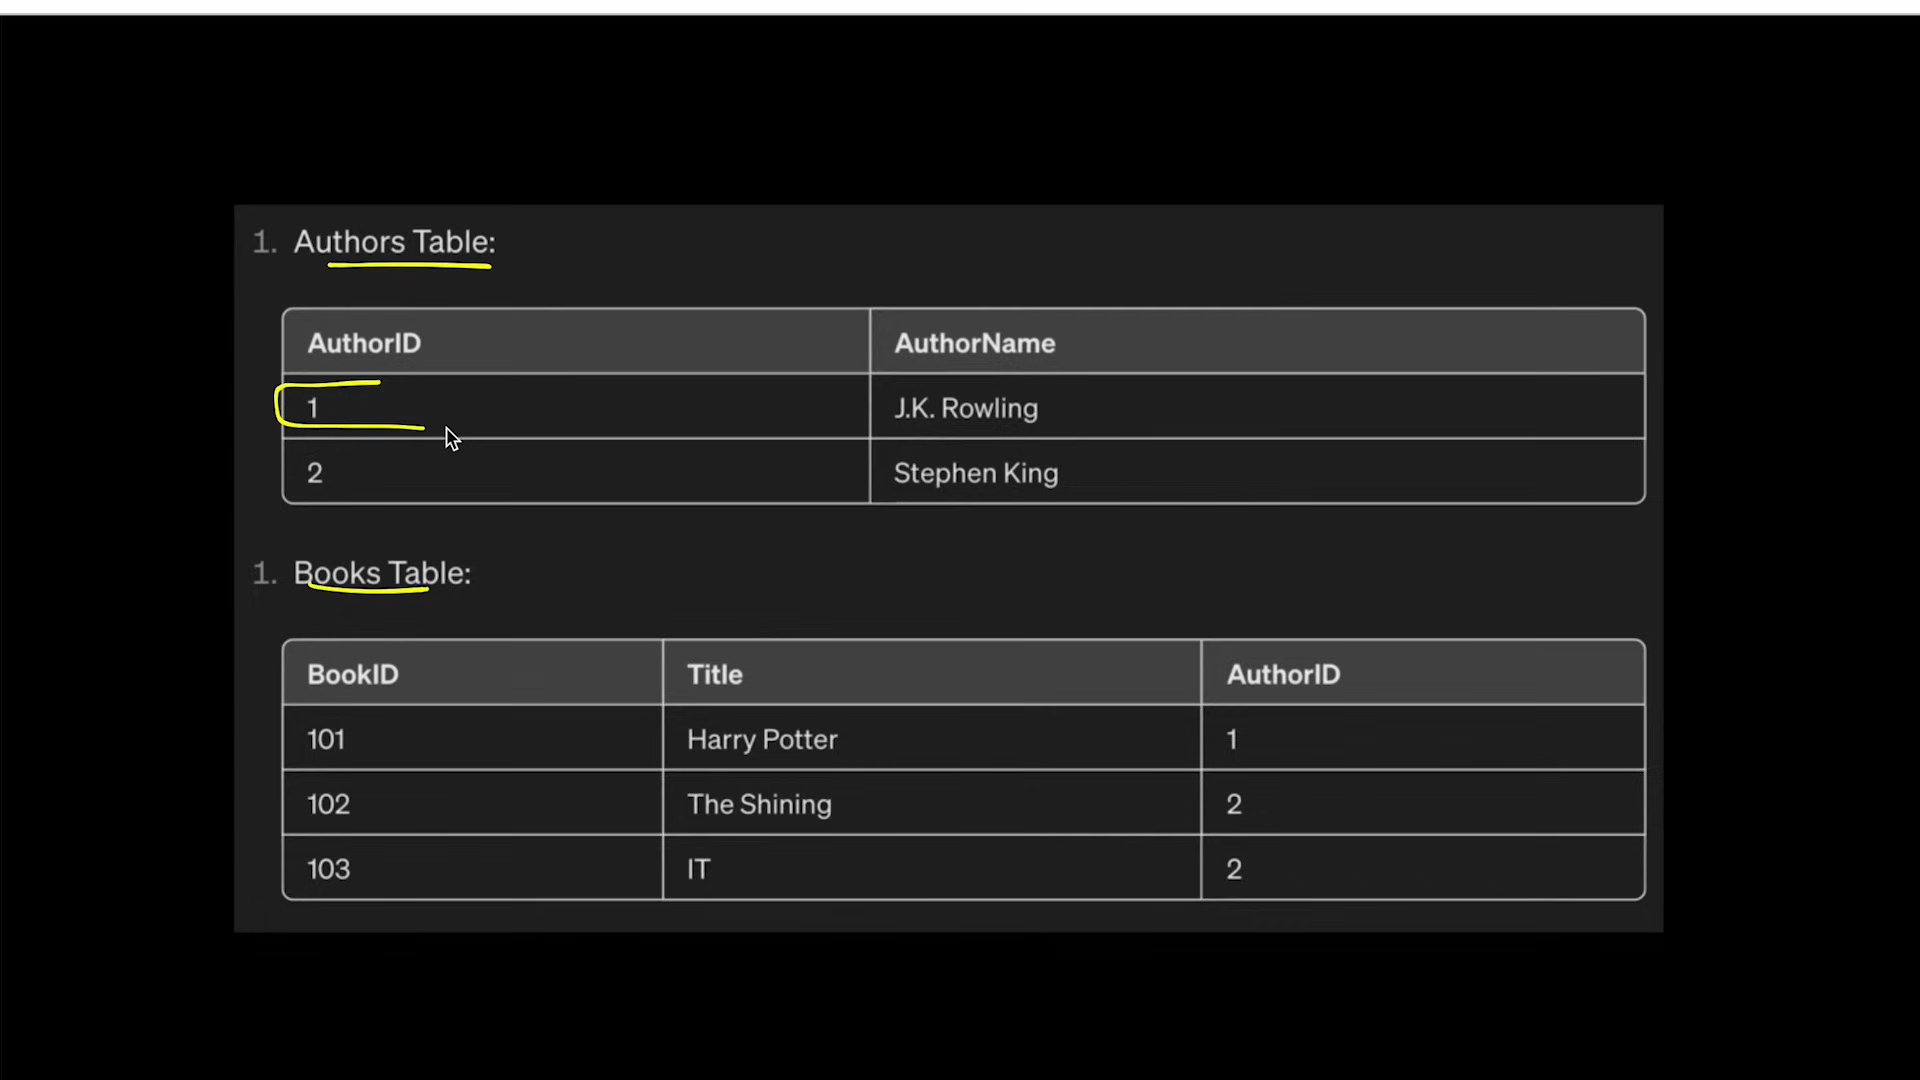 1. Authors Table:
AuthorID AuthorName
1 J.K. Rowling
2 Stephen King
1. Books Table:
BookID Title AuthorID
101 Harry Potter 1
102 The Shining 2
103 IT 2